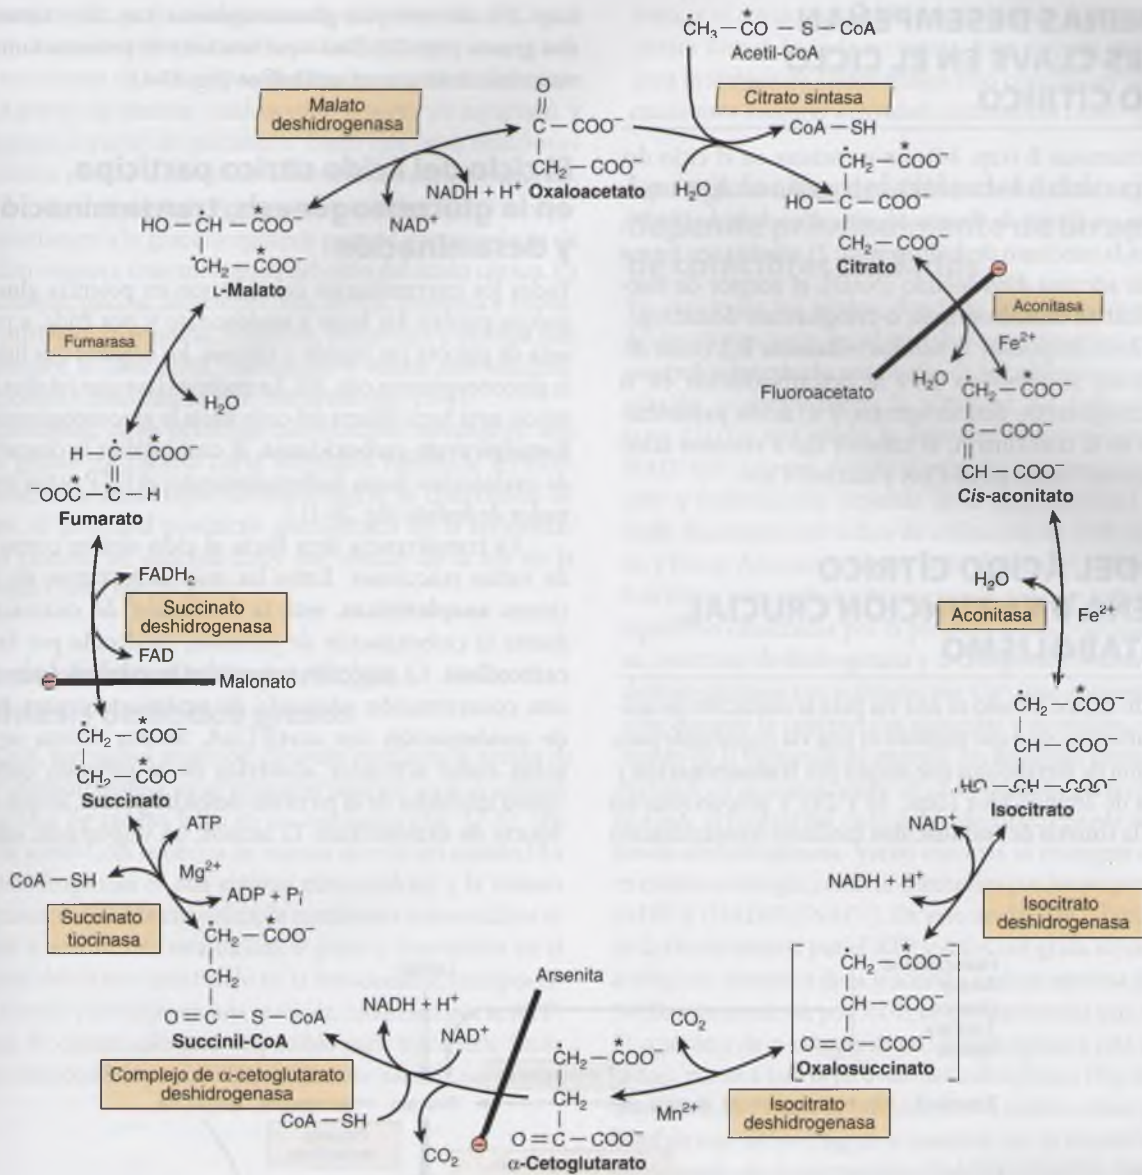 *
CH₃ — CO — S — CoA
Acetil-CoA
Citrato sintasa
CoA — SH
Malato
deshidrogenasa
O
C — COO⁻
CH₂ — COO⁻
Oxaloacetato
NADH + H⁺
NAD⁺
H₂O
CH₂ — COO⁻
HO — C — COO⁻
CH₂ — COO⁻
Citrato
Aconitasa
Fe²⁺
H₂O
Fluoroacetato
CH₂ — COO⁻
C — COO⁻
CH — COO⁻
Cis-aconitato
H₂O
Aconitasa
Fe²⁺
CH₂ — COO⁻
CH — COO⁻
Isocitrato
NAD⁺
NADH + H⁺
Isocitrato
deshidrogenasa
CH₂ — COO⁻
CH — COO⁻
O = C — COO⁻
Oxalosuccinato
CO₂
Mn²⁺
Isocitrato
deshidrogenasa
CH₂ — COO⁻
CH₂
O = C — COO⁻
α-Cetoglutarato
Arsenita
NADH + H⁺
NAD⁺
Complejo de α-cetoglutarato
deshidrogenasa
CoA — SH
CO₂
CH₂ — COO⁻
CH₂
O = C — S — CoA
Succinil-CoA
ATP
Mg²⁺
ADP + Pᵢ
CoA — SH
Succinato
tiocinasa
CH₂ — COO⁻
CH₂ — COO⁻
Succinato
Malonato
FAD
Succinato
deshidrogenasa
FADH₂
H — C — COO⁻
⁻OOC — C — H
Fumarato
H₂O
Fumarasa
HO — CH — COO⁻
CH₂ — COO⁻
L-Malato